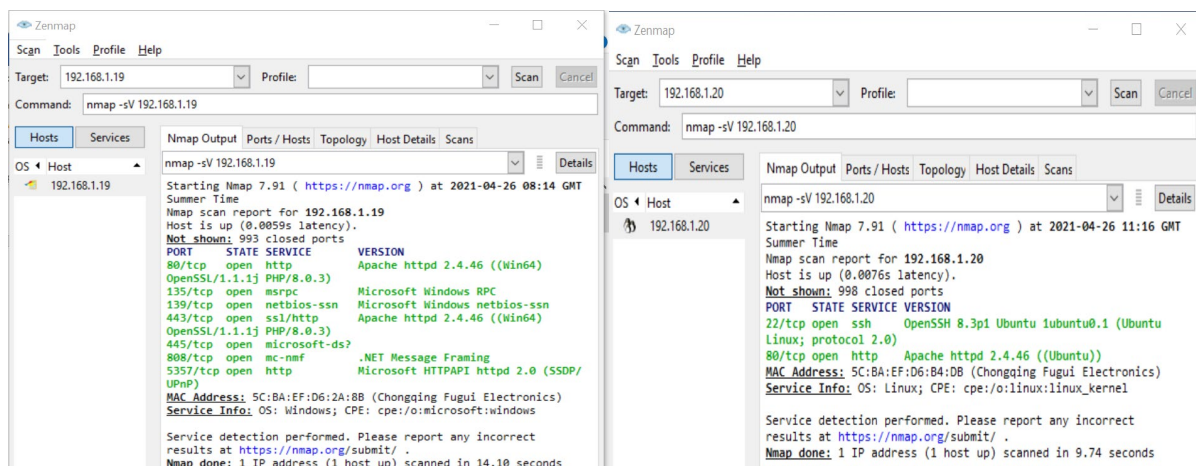 Zenmap
Scan Tools Profile Help
Target: 192.168.1.19 Profile: Scan Cancel
Command: nmap -sV 192.168.1.19
Hosts Services Nmap Output Ports / Hosts Topology Host Details Scans
OS Host nmap -sV 192.168.1.19 Details
192.168.1.19
Starting Nmap 7.91 ( https://nmap.org ) at 2021-04-26 08:14 GMT
Summer Time
Nmap scan report for 192.168.1.19
Host is up (0.0059s latency).
Not shown: 993 closed ports
PORT STATE SERVICE VERSION
80/tcp open http Apache httpd 2.4.46 ((Win64)
OpenSSL/1.1.1j PHP/8.0.3)
135/tcp open msrpc Microsoft Windows RPC
139/tcp open netbios-ssn Microsoft Windows netbios-ssn
443/tcp open ssl/http Apache httpd 2.4.46 ((Win64)
OpenSSL/1.1.1j PHP/8.0.3)
445/tcp open microsoft-ds?
808/tcp open mc-nmf .NET Message Framing
5357/tcp open http Microsoft HTTPAPI httpd 2.0 (SSDP/
UPnP)
MAC Address: 5C:BA:EF:D6:2A:8B (Chongqing Fugui Electronics)
Service Info: OS: Windows; CPE: cpe:/o:microsoft:windows
Service detection performed. Please report any incorrect
results at https://nmap.org/submit/ .
Nmap done: 1 IP address (1 host up) scanned in 14.10 seconds
Zenmap
Scan Tools Profile Help
Target: 192.168.1.20 Profile: Scan Cancel
Command: nmap -sV 192.168.1.20
Hosts Services Nmap Output Ports / Hosts Topology Host Details Scans
OS Host nmap -sV 192.168.1.20 Details
192.168.1.20
Starting Nmap 7.91 ( https://nmap.org ) at 2021-04-26 11:16 GMT
Summer Time
Nmap scan report for 192.168.1.20
Host is up (0.0076s latency).
Not shown: 998 closed ports
PORT STATE SERVICE VERSION
22/tcp open ssh OpenSSH 8.3p1 Ubuntu 1ubuntu0.1 (Ubuntu
Linux; protocol 2.0)
80/tcp open http Apache httpd 2.4.46 ((Ubuntu))
MAC Address: 5C:BA:EF:D6:B4:DB (Chongqing Fugui Electronics)
Service Info: OS: Linux; CPE: cpe:/o:linux:linux_kernel
Service detection performed. Please report any incorrect
results at https://nmap.org/submit/ .
Nmap done: 1 IP address (1 host up) scanned in 9.74 seconds